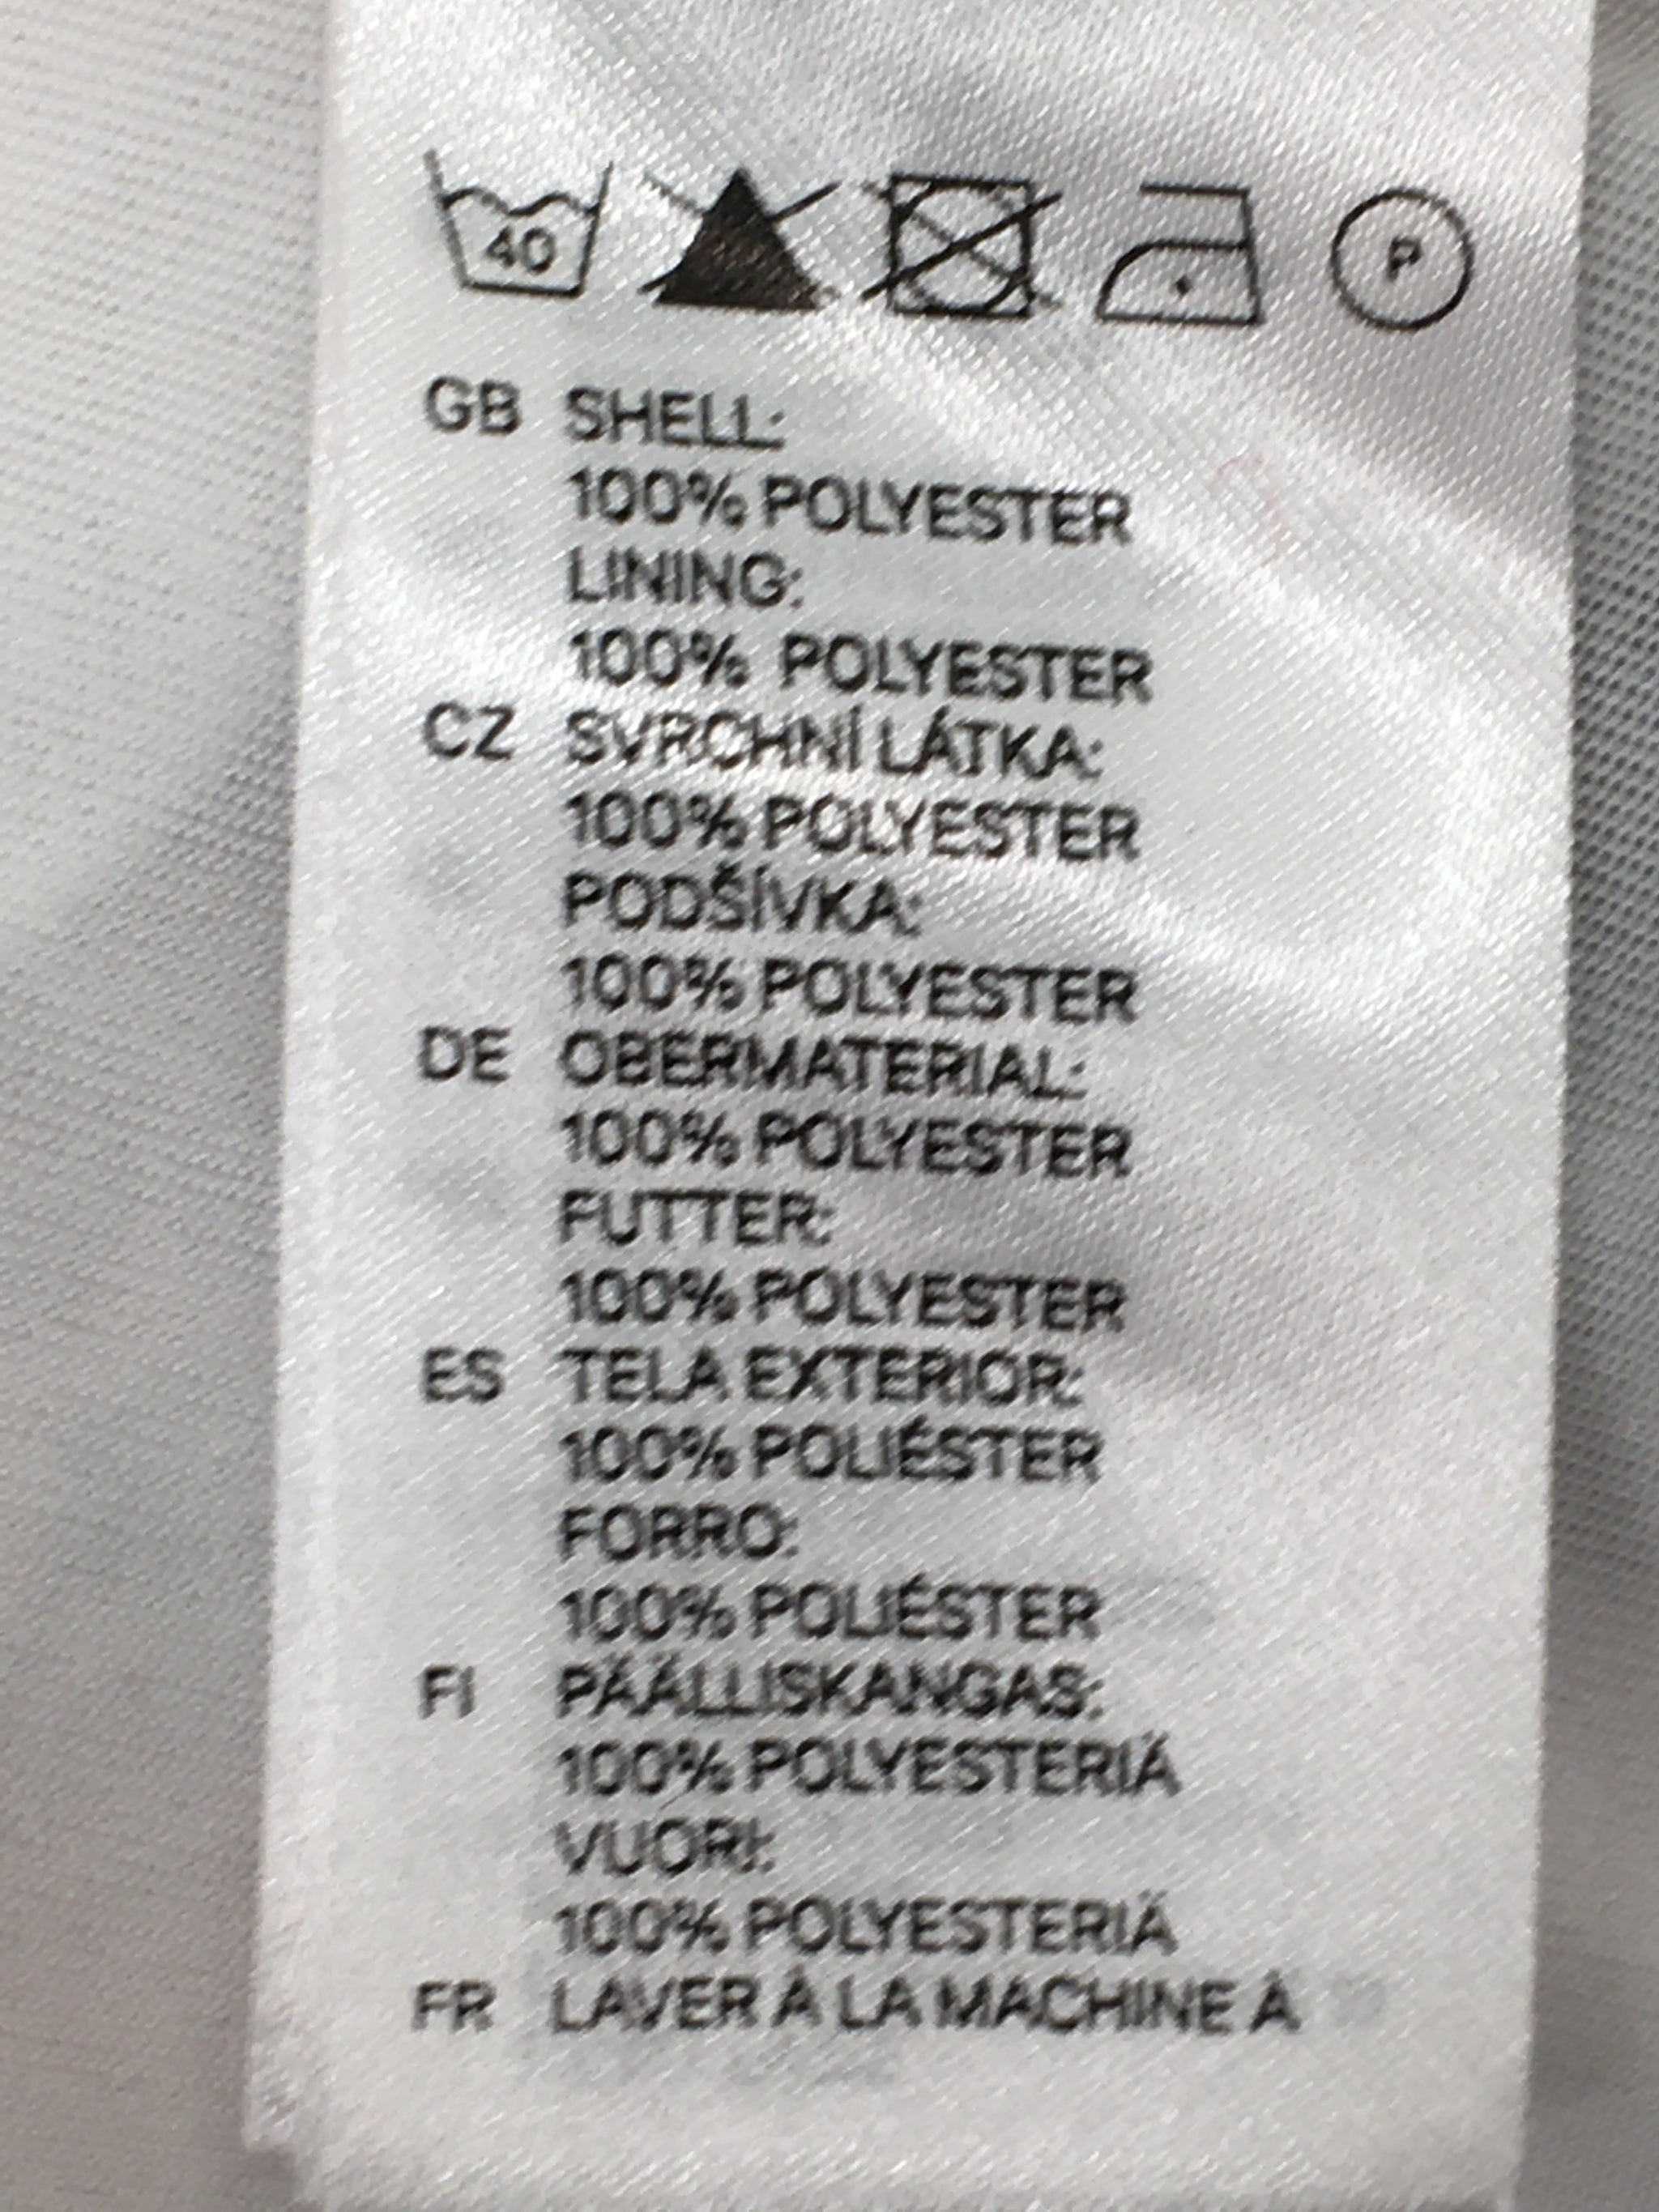 40
P
GB SHELL:
100% POLYESTER
LINING:
100% POLYESTER
CZ SVRCHNÍ LÁTKA:
100% POLYESTER
PODŠÍVKA:
100% POLYESTER
DE OBERMATERIAL:
100% POLYESTER
FUTTER:
100% POLYESTER
ES TELA EXTERIOR:
100% POLIÉSTER
FORRO:
100% POLIÉSTER
FI PÄÄLLISKANGAS:
100% POLYESTERIÄ
VUORI:
100% POLYESTERIÄ
FR LAVER À LA MACHINE À